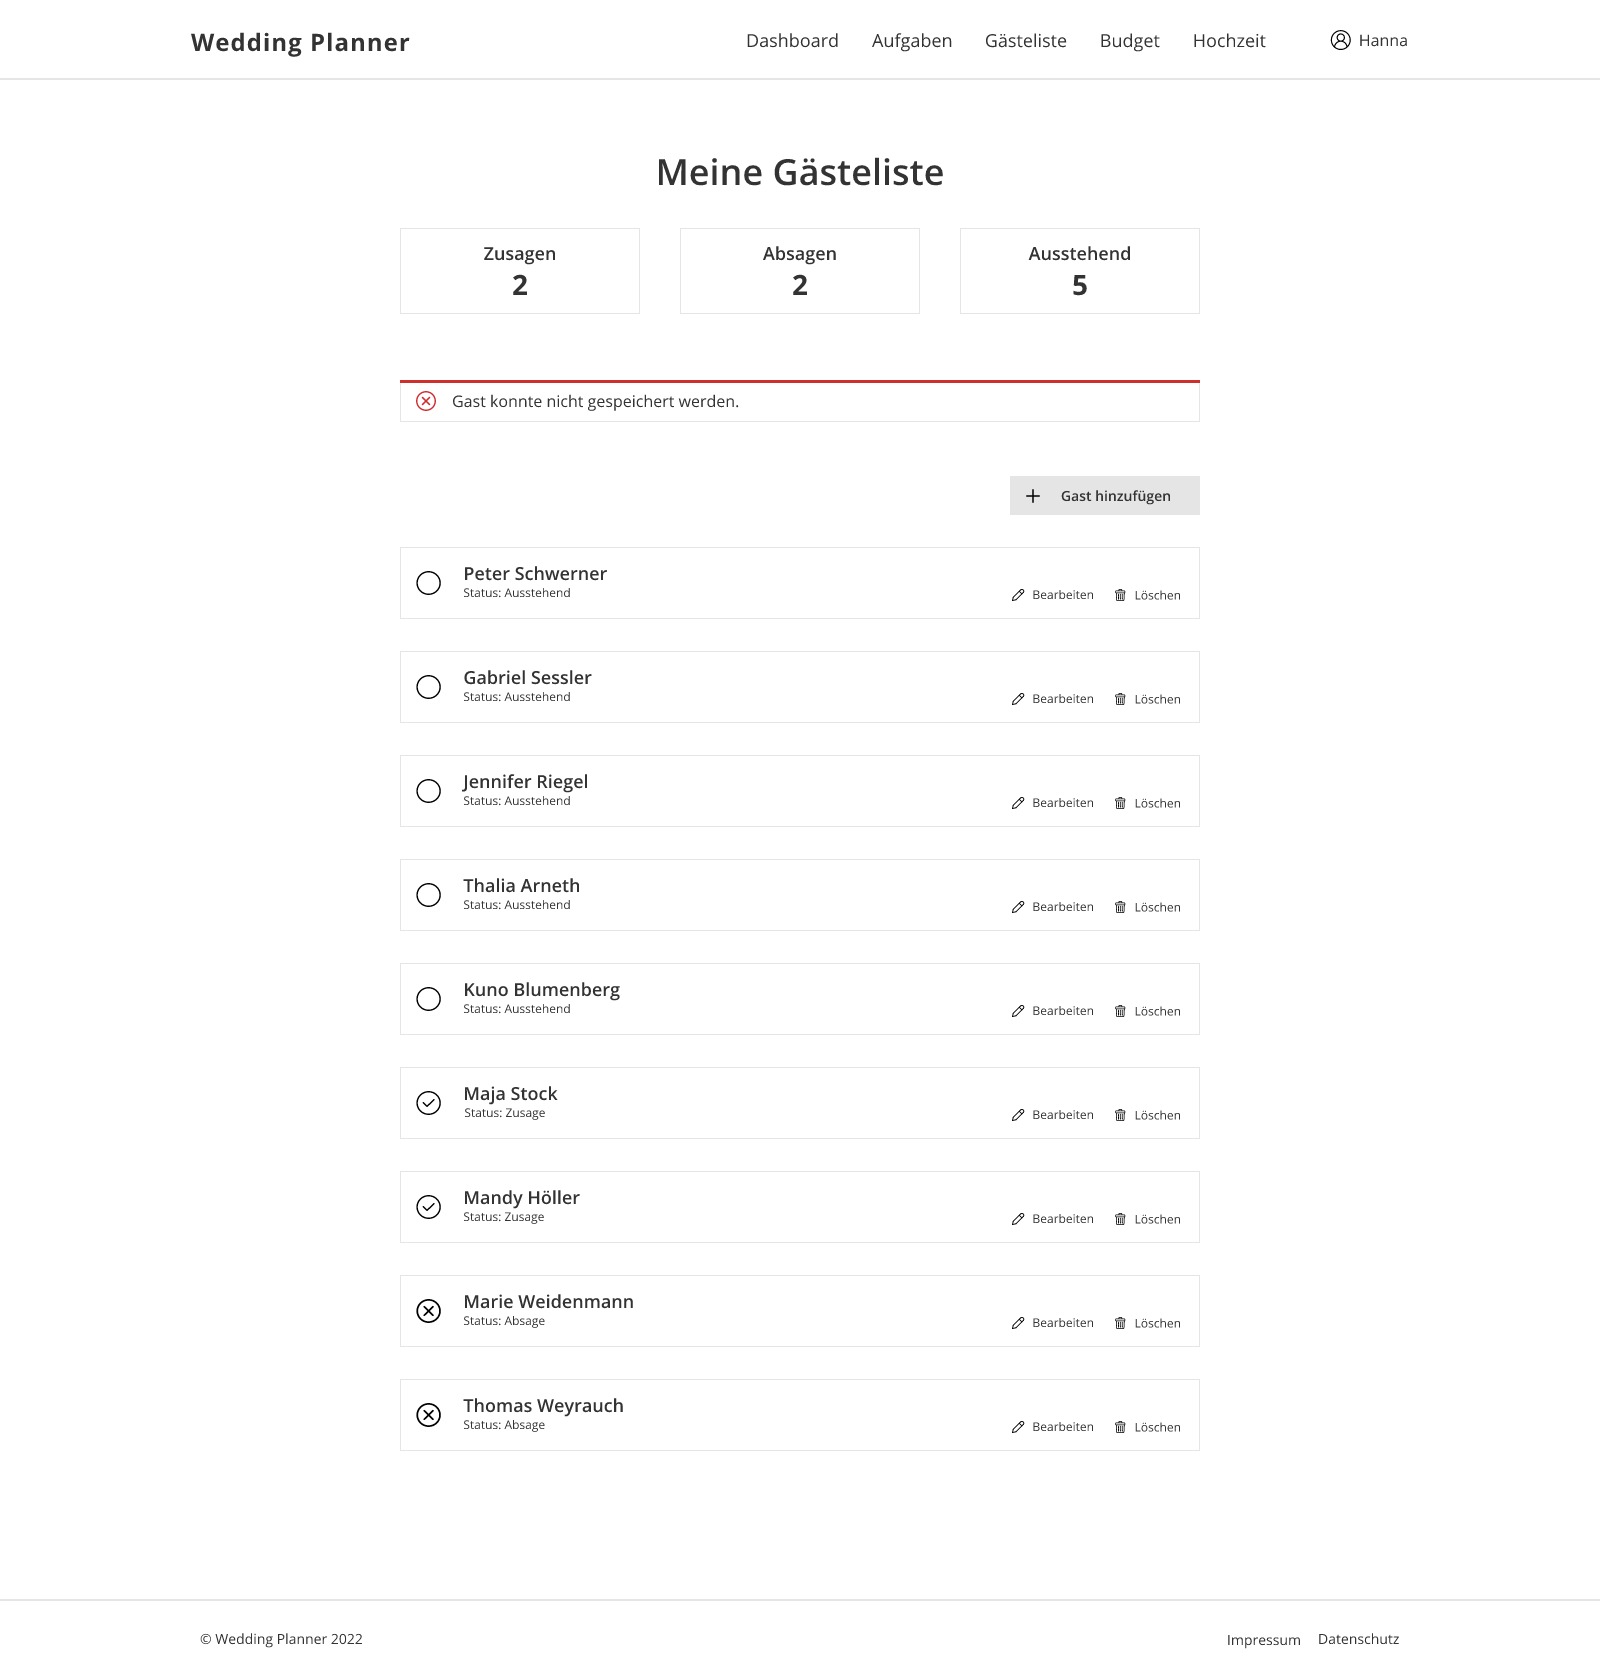 Wedding Planner
Dashboard Aufgaben Gästeliste Budget Hochzeit Hanna
Meine Gästeliste
Zusagen Absagen Ausstehend
2 2 5
Gast konnte nicht gespeichert werden.
Gast hinzufügen
Peter Schwerner
Status: Ausstehend
Bearbeiten Löschen
Gabriel Sessler
Status: Ausstehend
Bearbeiten Löschen
Jennifer Riegel
Status: Ausstehend
Bearbeiten Löschen
Thalia Arneth
Status: Ausstehend
Bearbeiten Löschen
Kuno Blumenberg
Status: Ausstehend
Bearbeiten Löschen
Maja Stock
Status: Zusage
Bearbeiten Löschen
Mandy Höller
Status: Zusage
Bearbeiten Löschen
Marie Weidenmann
Status: Absage
Bearbeiten Löschen
Thomas Weyrauch
Status: Absage
Bearbeiten Löschen
© Wedding Planner 2022 Impressum Datenschutz